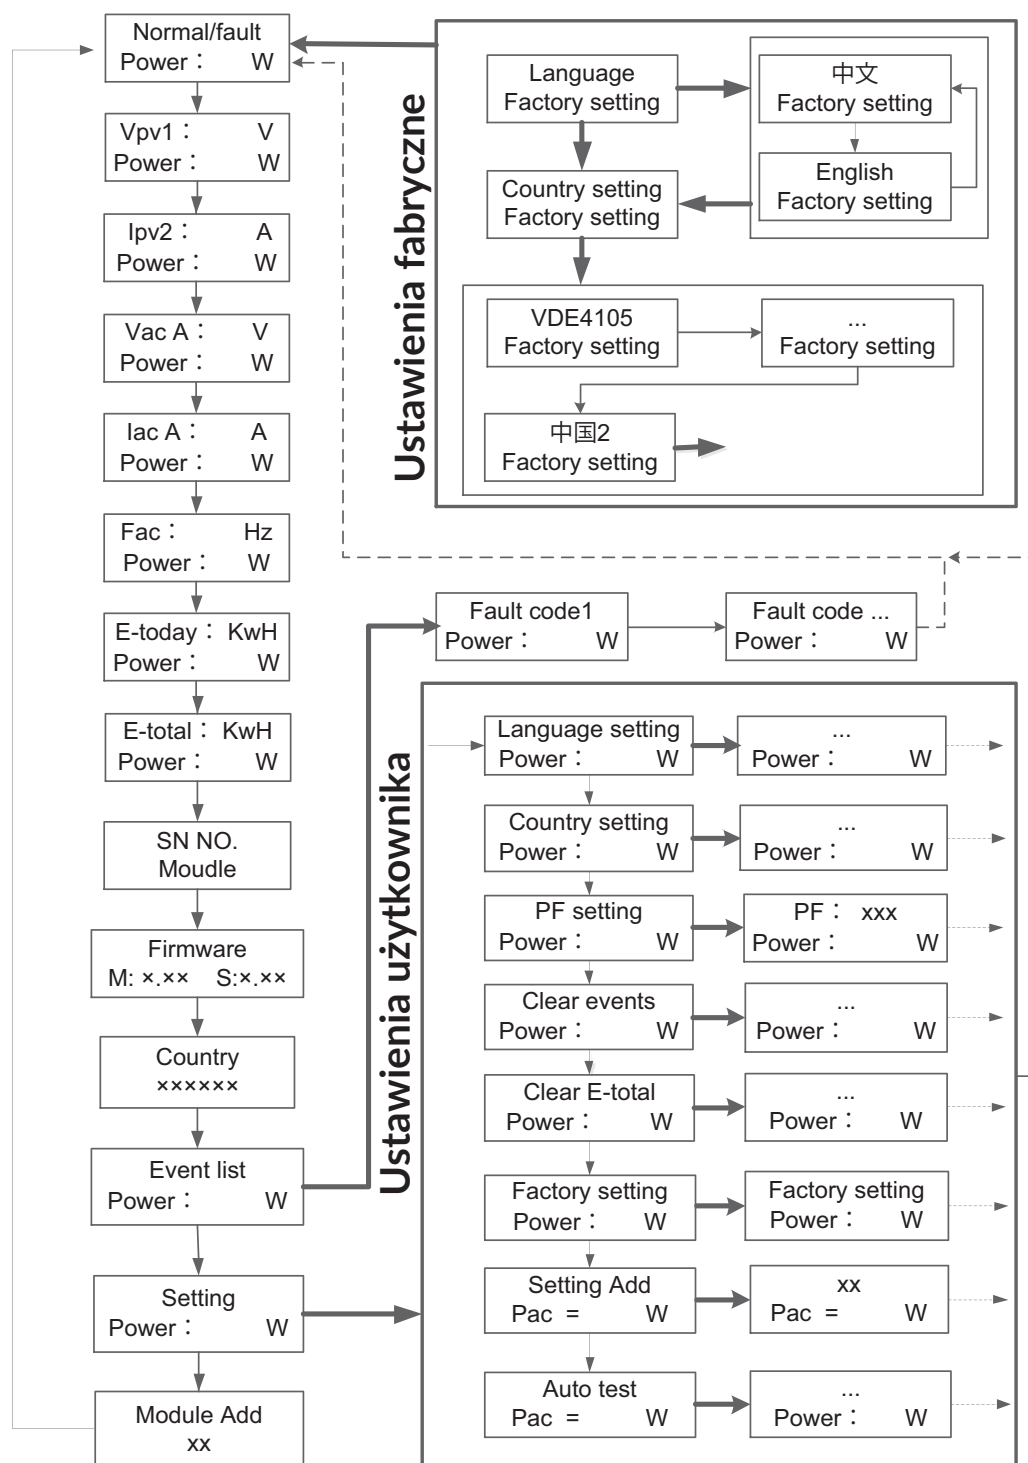 Normal/fault
Power： W
Vpv1： V
Power： W
Ipv2： A
Power： W
Vac A： V
Power： W
Iac A： A
Power： W
Fac： Hz
Power： W
E-today： KwH
Power： W
E-total： KwH
Power： W
SN NO.
Moudle
Firmware
M: ×.×× S:×.××
Country
××××××
Event list
Power： W
Setting
Power： W
Module Add
xx
Ustawienia fabryczne
Language
Factory setting
中文
Factory setting
English
Factory setting
Country setting
Factory setting
VDE4105
Factory setting
...
Factory setting
中国2
Factory setting
Fault code1
Power： W
Fault code ...
Power： W
Ustawienia użytkownika
Language setting
Power： W
...
Power： W
Country setting
Power： W
...
Power： W
PF setting
Power： W
PF： xxx
Power： W
Clear events
Power： W
...
Power： W
Clear E-total
Power： W
...
Power： W
Factory setting
Power： W
Factory setting
Power： W
Setting Add
Pac = W
xx
Pac = W
Auto test
Pac = W
...
Power： W